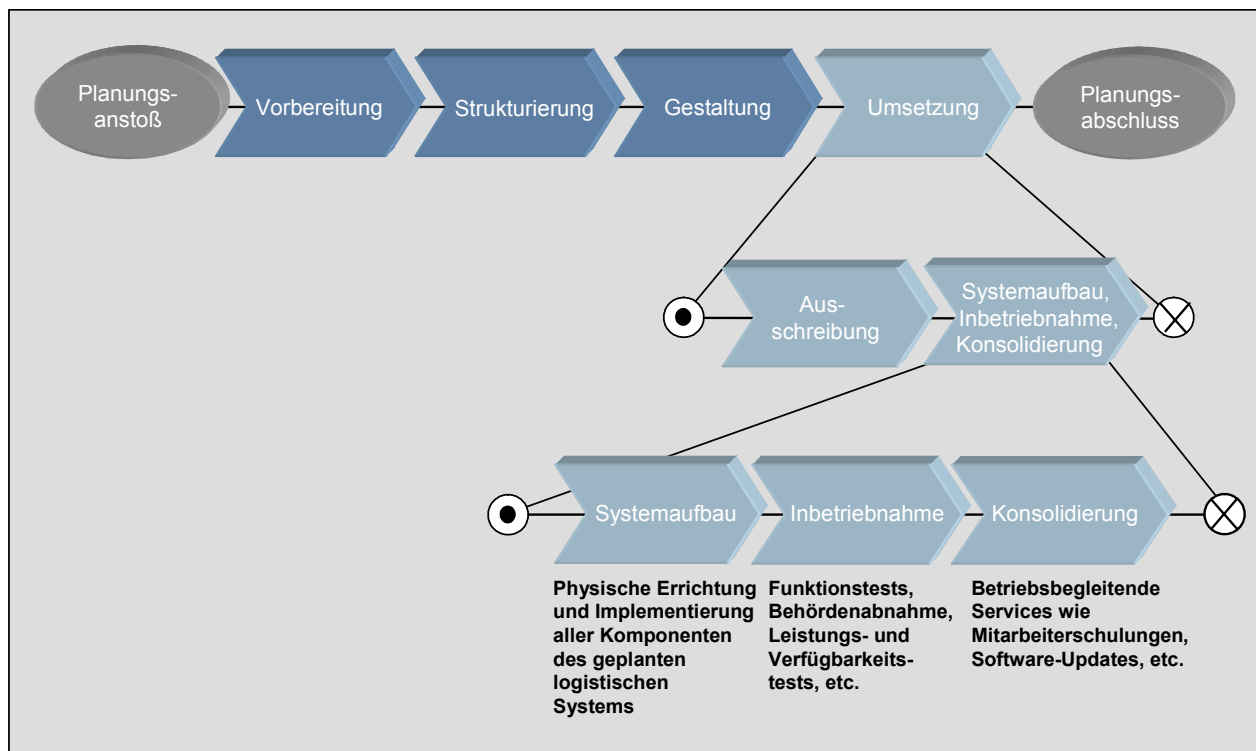 Planungs-
anstoß
Vorbereitung
Strukturierung
Gestaltung
Umsetzung
Planungs-
abschluss
Aus-
schreibung
Systemaufbau,
Inbetriebnahme,
Konsolidierung
Systemaufbau
Inbetriebnahme
Konsolidierung
Physische Errichtung
und Implementierung
aller Komponenten
des geplanten
logistischen
Systems
Funktionstests,
Behördenabnahme,
Leistungs- und
Verfügbarkeits-
tests, etc.
Betriebsbegleitende
Services wie
Mitarbeiterschulungen,
Software-Updates, etc.